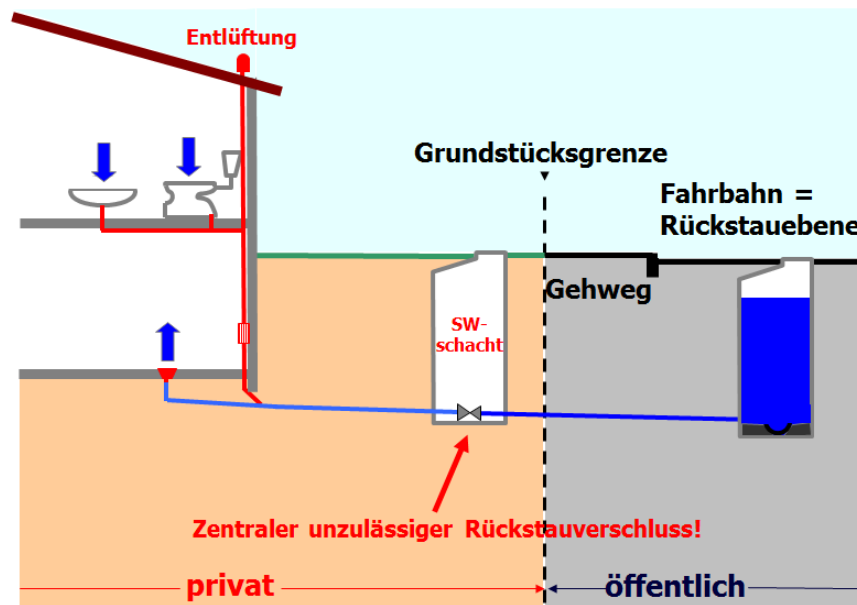 Entlüftung
Grundstücksgrenze
Fahrbahn =
Rückstauebene
Gehweg
SW-
schacht
Zentraler unzulässiger Rückstauverschluss!
privat
öffentlich